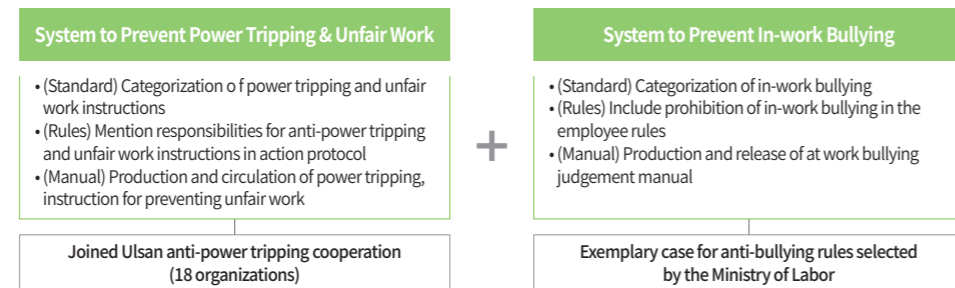 System to Prevent Power Tripping & Unfair Work
• (Standard) Categorization o f power tripping and unfair
work instructions
• (Rules) Mention responsibilities for anti-power tripping
and unfair work instructions in action protocol
• (Manual) Production and circulation of power tripping,
instruction for preventing unfair work
Joined Ulsan anti-power tripping cooperation
(18 organizations)
+
System to Prevent In-work Bullying
• (Standard) Categorization of in-work bullying
• (Rules) Include prohibition of in-work bullying in the
employee rules
• (Manual) Production and release of at work bullying
judgement manual
Exemplary case for anti-bullying rules selected
by the Ministry of Labor